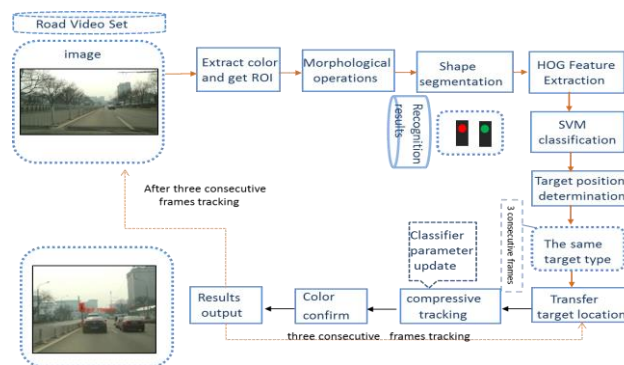 Road Video Set
image
Extract color
and get ROI
Morphological
operations
Shape
segmentation
HOG Feature
Extraction
Recognition
results
SVM
classification
Target position
determination
3 consecutive frames
The same
target type
After three consecutive
frames tracking
Classifier
parameter
update
Results
output
Color
confirm
compressive
tracking
Transfer
target location
three consecutive frames tracking